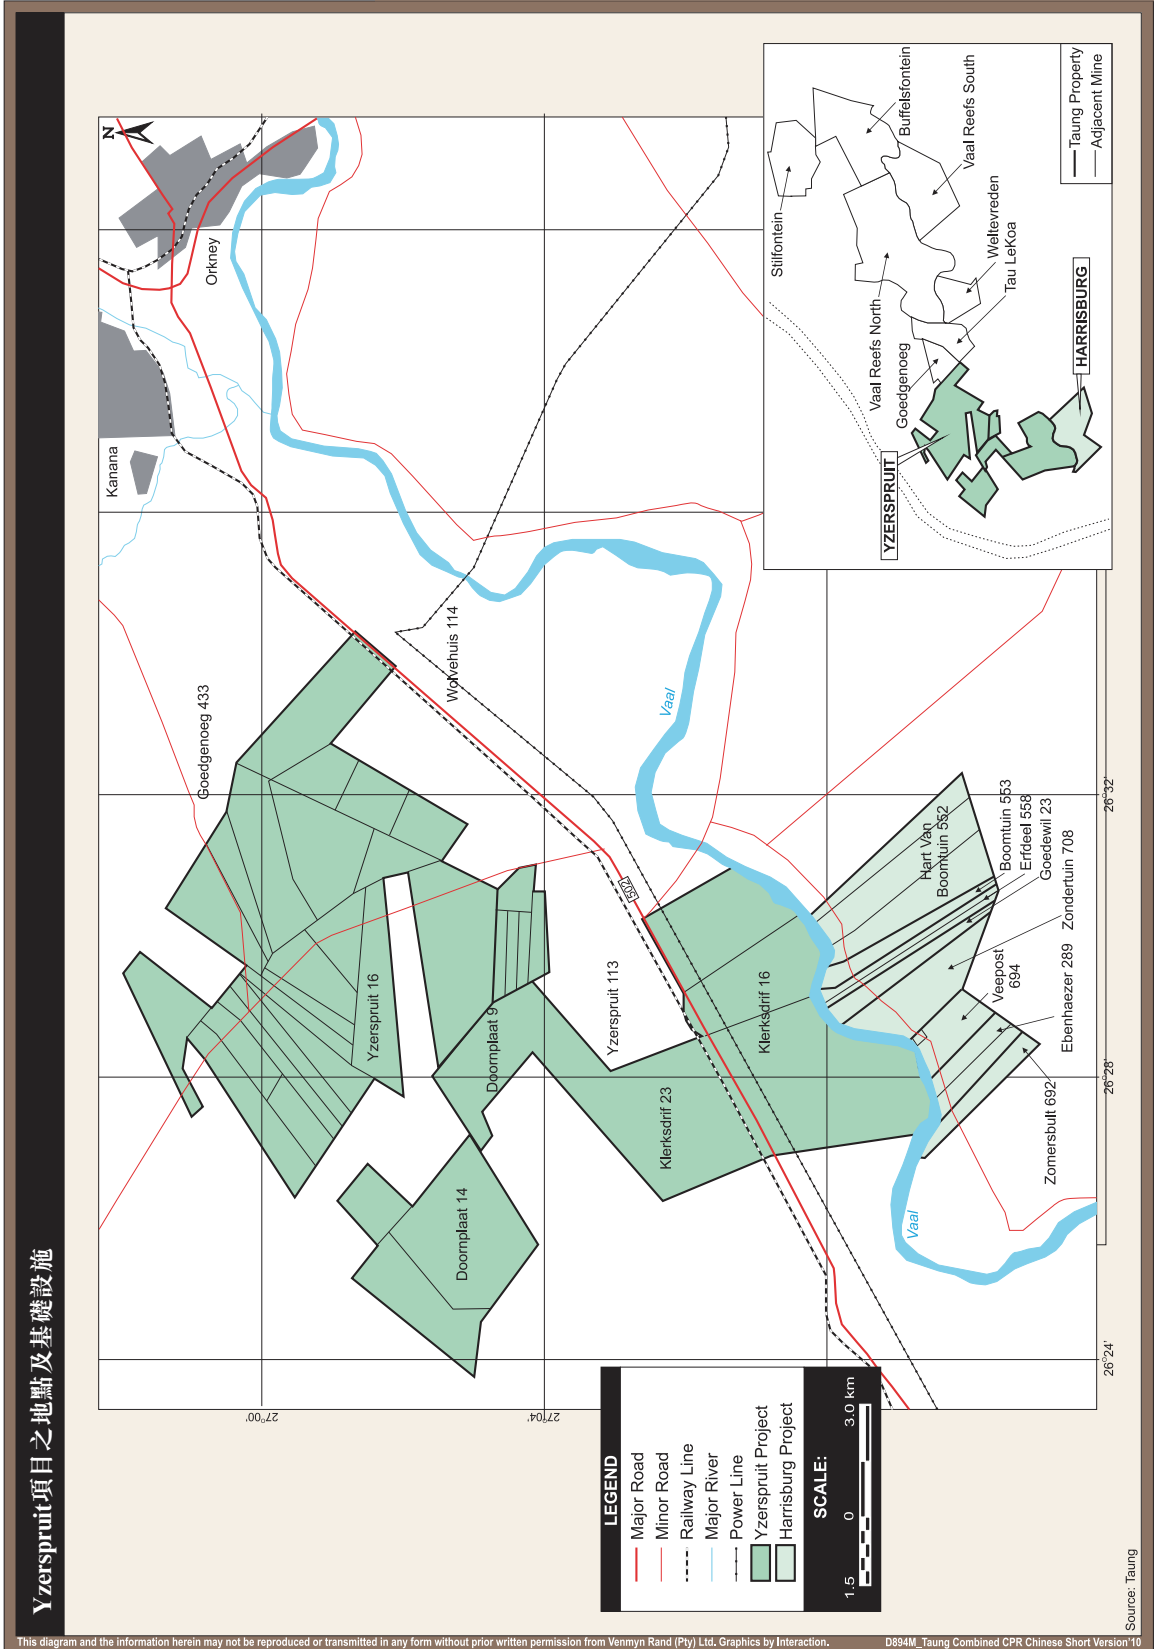 Yzerspruit項目之地點及基礎設施
N
Orkney
Kanana
Goedgenoeg 433
Wolvehuis 114
Vaal
Yzerspruit 16
Doornplaat 9
Yzerspruit 113
502
Klerksdrif 16
Klerksdrif 23
Doornplaat 14
Hart Van
Boomtuin 552
Boomtuin 553
Erfdeel 558
Goedewil 23
Zondertuin 708
Veepost
694
Ebenhaezer 289
Zomersbult 692
Vaal
27°00'
27°04'
26°32'
26°28'
26°24'
Stilfontein
Buffelsfontein
Vaal Reefs South
Vaal Reefs North
Weltevreden
Tau LeKoa
Goedgenoeg
YZERSPRUIT
HARRISBURG
Taung Property
Adjacent Mine
LEGEND
Major Road
Minor Road
Railway Line
Major River
Power Line
Yzerspruit Project
Harrisburg Project
SCALE:
1.5 0 3.0 km
Source: Taung
This diagram and the information herein may not be reproduced or transmitted in any form without prior written permission from Venmyn Rand (Pty) Ltd. Graphics by Interaction.
D894M_Taung Combined CPR Chinese Short Version'10